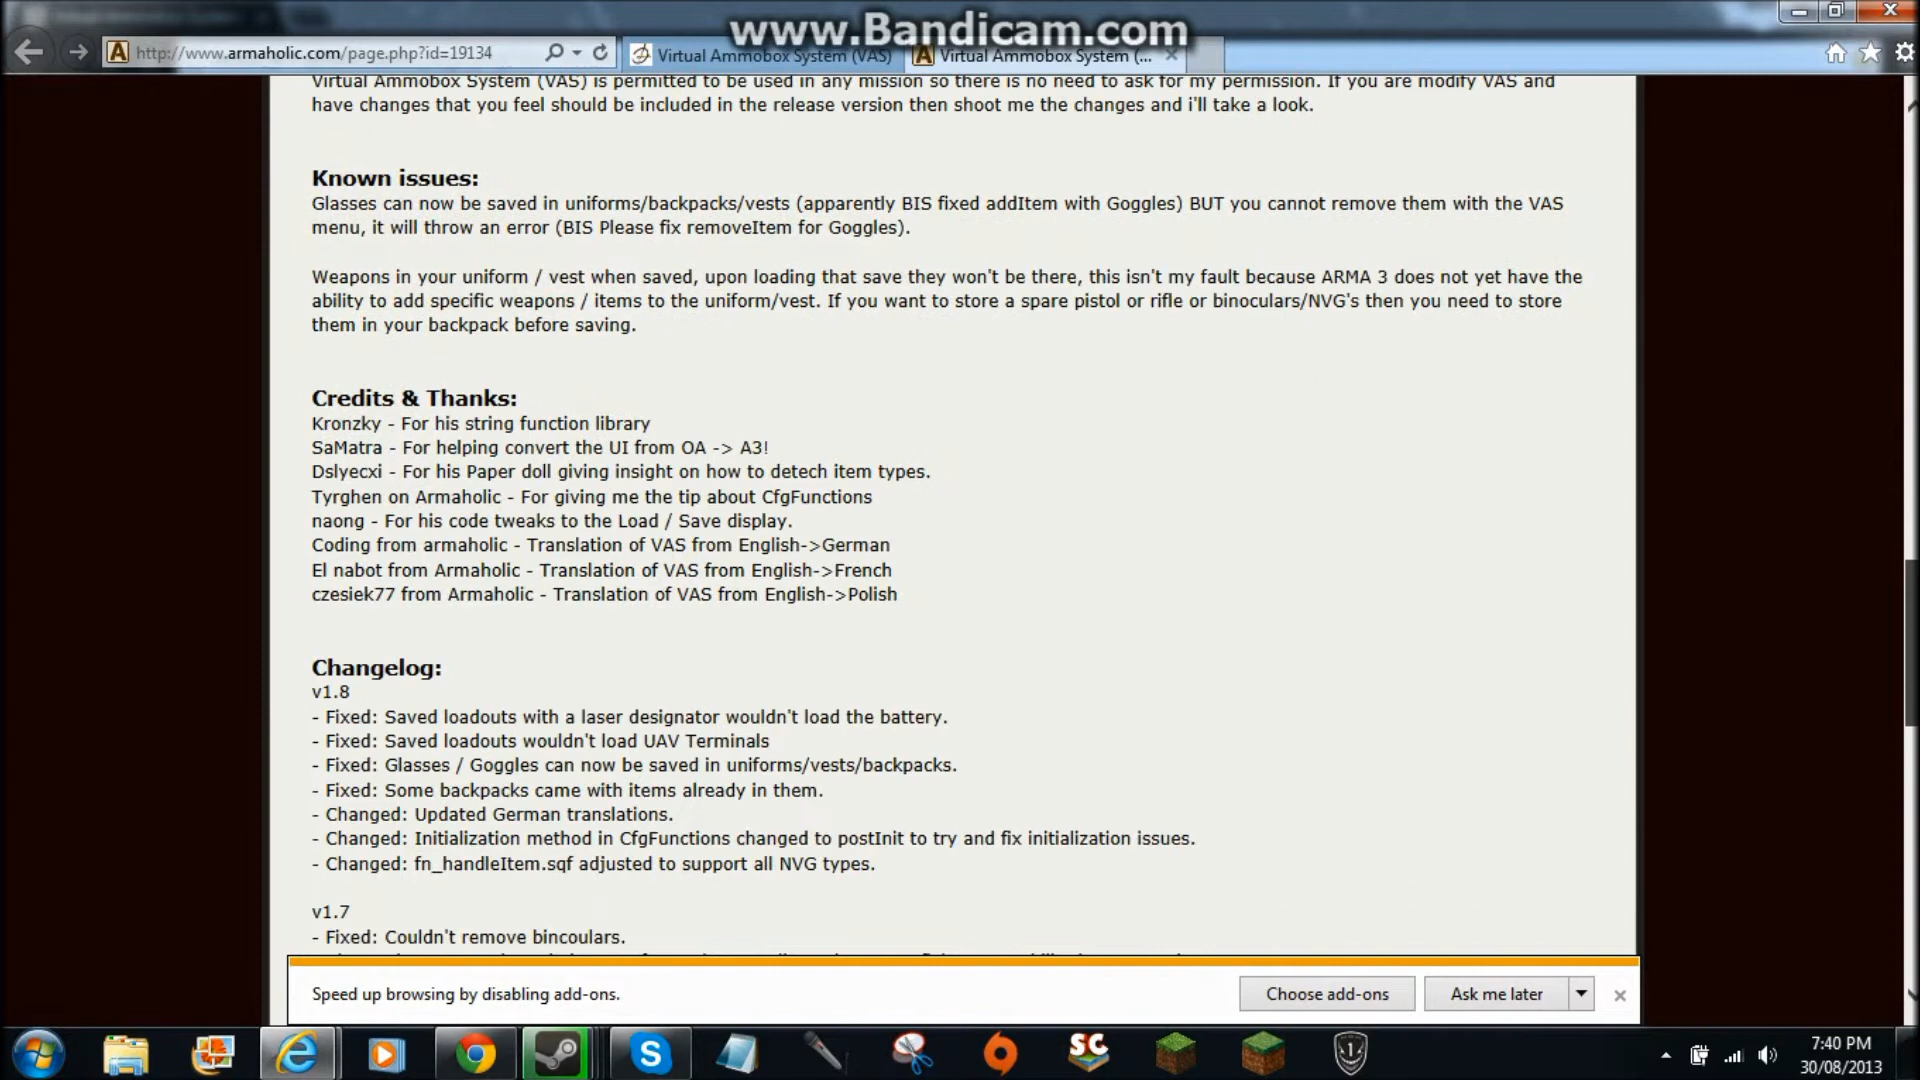 www.Bandicam.com
http://www.armaholic.com/page.php?id=19134
Virtual Ammobox System (VAS)
Virtual Ammobox System (...
Virtual Ammobox System (VAS) is permitted to be used in any mission so there is no need to ask for my permission. If you are modify VAS and
have changes that you feel should be included in the release version then shoot me the changes and i'll take a look.
Known issues:
Glasses can now be saved in uniforms/backpacks/vests (apparently BIS fixed addItem with Goggles) BUT you cannot remove them with the VAS
menu, it will throw an error (BIS Please fix removeItem for Goggles).
Weapons in your uniform / vest when saved, upon loading that save they won't be there, this isn't my fault because ARMA 3 does not yet have the
ability to add specific weapons / items to the uniform/vest. If you want to store a spare pistol or rifle or binoculars/NVG's then you need to store
them in your backpack before saving.
Credits & Thanks:
Kronzky - For his string function library
SaMatra - For helping convert the UI from OA -> A3!
Dslyecxi - For his Paper doll giving insight on how to detech item types.
Tyrghen on Armaholic - For giving me the tip about CfgFunctions
naong - For his code tweaks to the Load / Save display.
Coding from armaholic - Translation of VAS from English->German
El nabot from Armaholic - Translation of VAS from English->French
czesiek77 from Armaholic - Translation of VAS from English->Polish
Changelog:
v1.8
- Fixed: Saved loadouts with a laser designator wouldn't load the battery.
- Fixed: Saved loadouts wouldn't load UAV Terminals
- Fixed: Glasses / Goggles can now be saved in uniforms/vests/backpacks.
- Fixed: Some backpacks came with items already in them.
- Changed: Updated German translations.
- Changed: Initialization method in CfgFunctions changed to postInit to try and fix initialization issues.
- Changed: fn_handleItem.sqf adjusted to support all NVG types.
v1.7
- Fixed: Couldn't remove bincoulars.
Speed up browsing by disabling add-ons.
Choose add-ons
Ask me later
SC
7:40 PM
30/08/2013